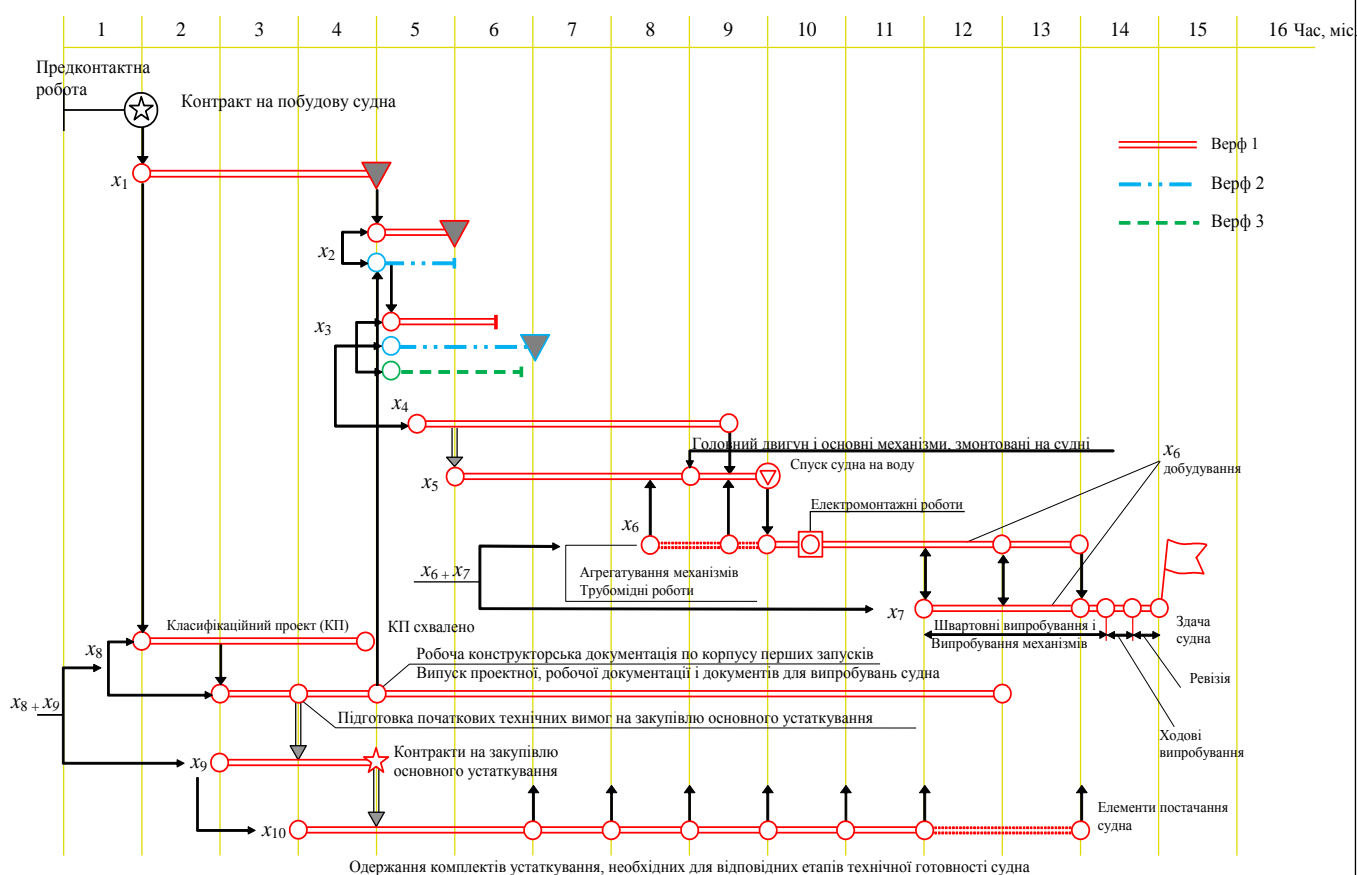 1 2 3 4 5 6 7 8 9 10 11 12 13 14 15 16 Час, міс.
Предконтактна
робота
Контракт на побудову судна
Верф 1
x1
Верф 2
Верф 3
x2
x3
x4
Головний двигун і основні механізми, змонтовані на судні
x6
добудування
Спуск судна на воду
x5
Електромонтажні роботи
x6
x6 + x7
Агрегатування механізмів
Трубомідні роботи
x7
Класифікаційний проект (КП)
КП схвалено
Швартовні випробування і
Випробування механізмів
Здача
судна
x8
Робоча конструкторська документація по корпусу перших запусків
Випуск проектної, робочої документації і документів для випробувань судна
Ревізія
x8 + x9
Підготовка початкових технічних вимог на закупівлю основного устаткування
Ходові
випробування
x9
Контракти на закупівлю
основного устаткування
x10
Елементи постачання
судна
Одержання комплектів устаткування, необхідних для відповідних етапів технічної готовності судна